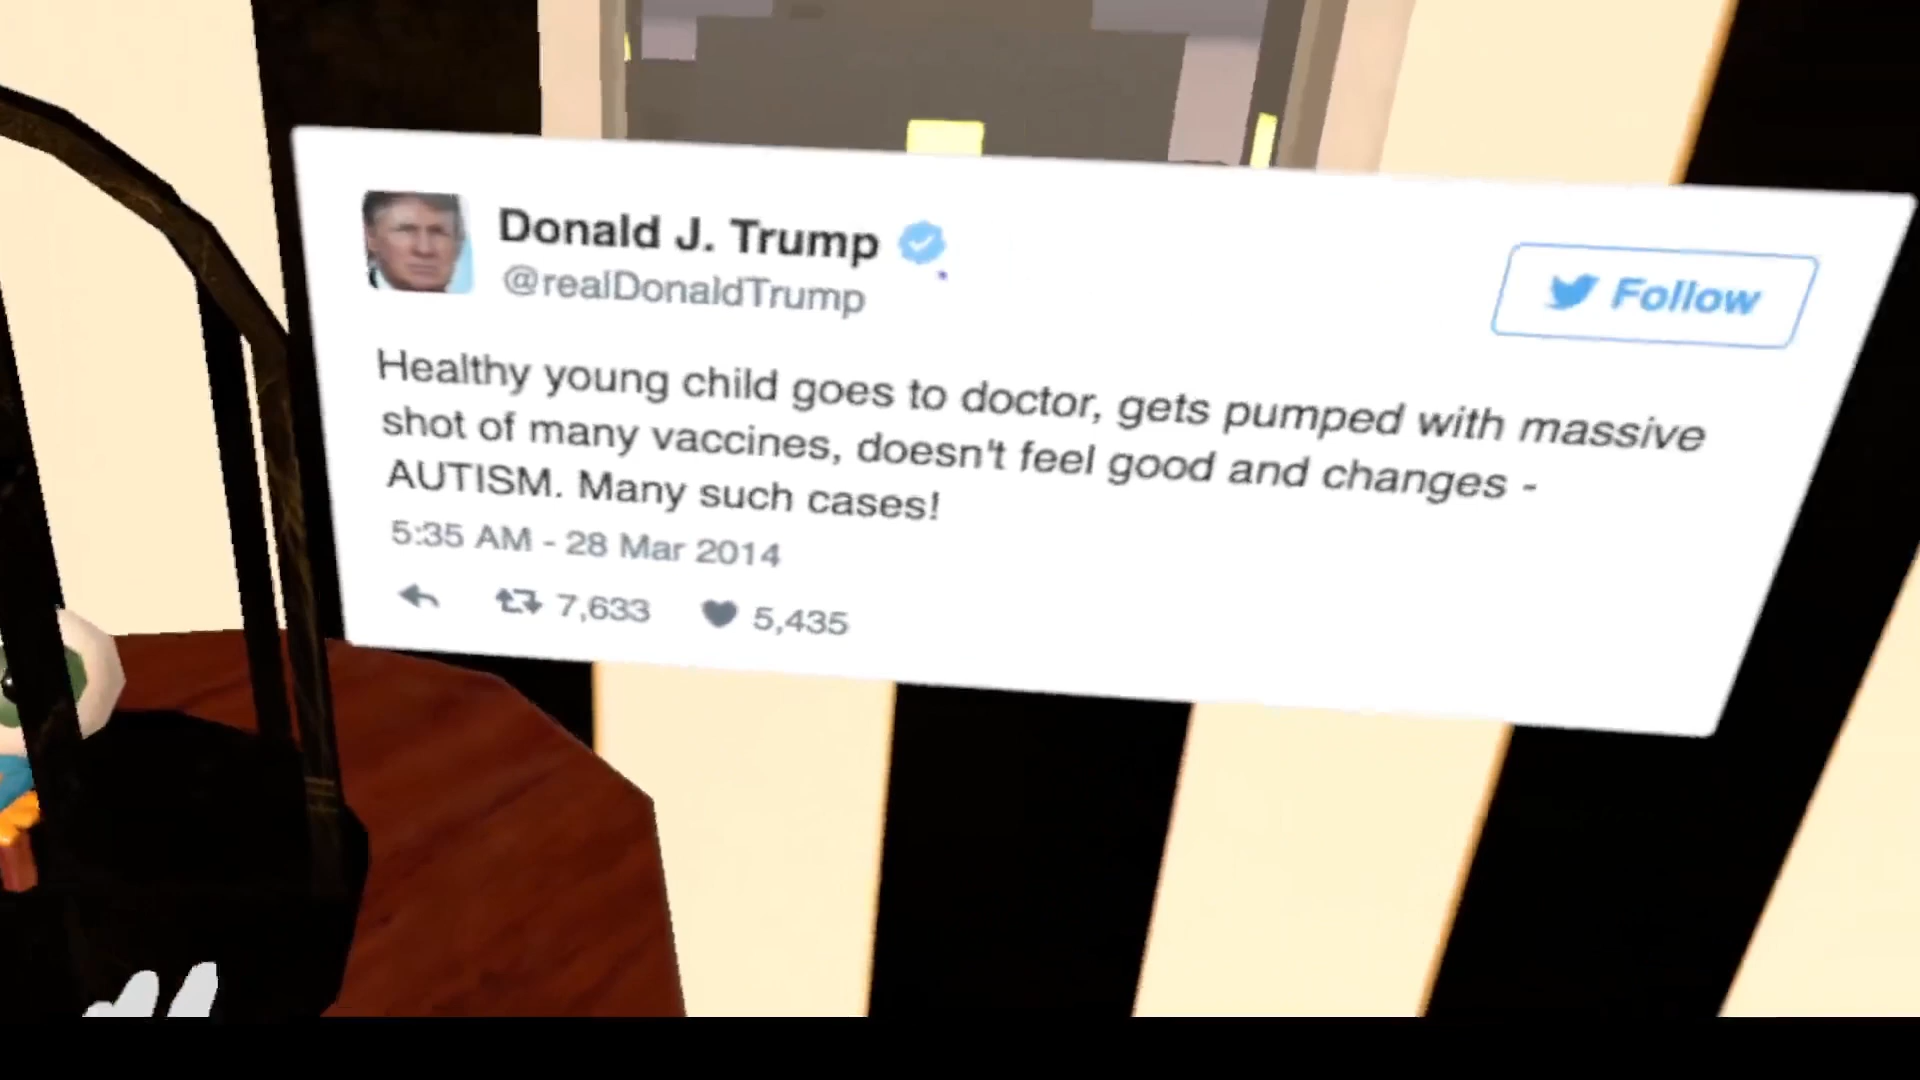 Donald J. Trump
@realDonaldTrump
Follow
Healthy young child goes to doctor, gets pumped with massive
shot of many vaccines, doesn't feel good and changes -
AUTISM. Many such cases!
5:35 AM - 28 Mar 2014
7,633 5,435